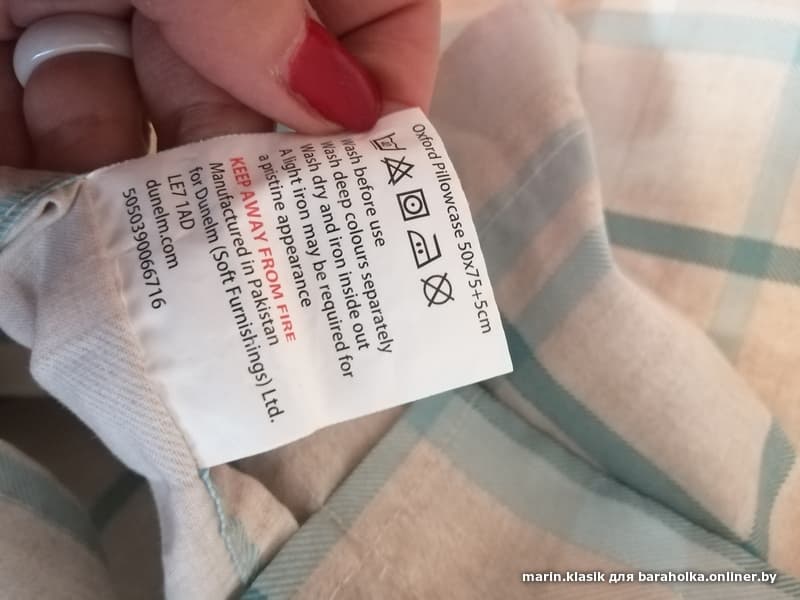 Oxford Pillowcase 50x75+5cm
Wash before use
Wash deep colours separately
Wash dry and iron inside out
A light iron may be required for
a pristine appearance
KEEP AWAY FROM FIRE
Manufactured in Pakistan
for Dunelm (Soft Furnishings) Ltd.
LE7 1AD
dunelm.com
5050390066716
marin.klasik для baraholka.onliner.by